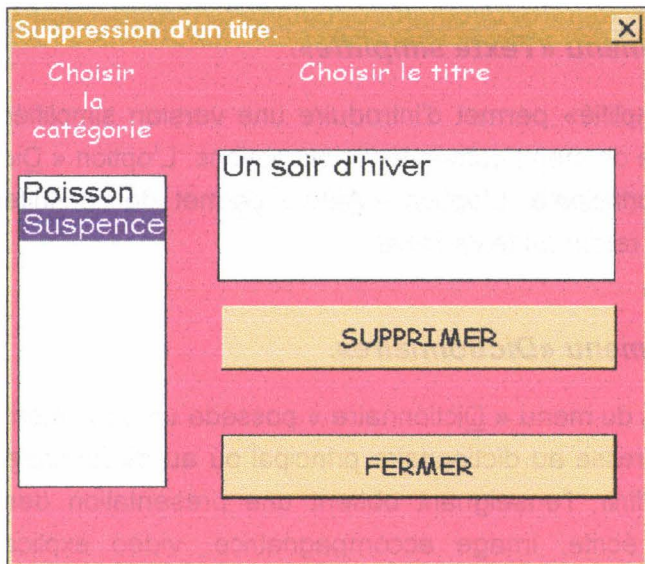 Suppression d'un titre.
Choisir
la
catégorie
Choisir le titre
Poisson
Suspence
Un soir d'hiver
SUPPRIMER
FERMER